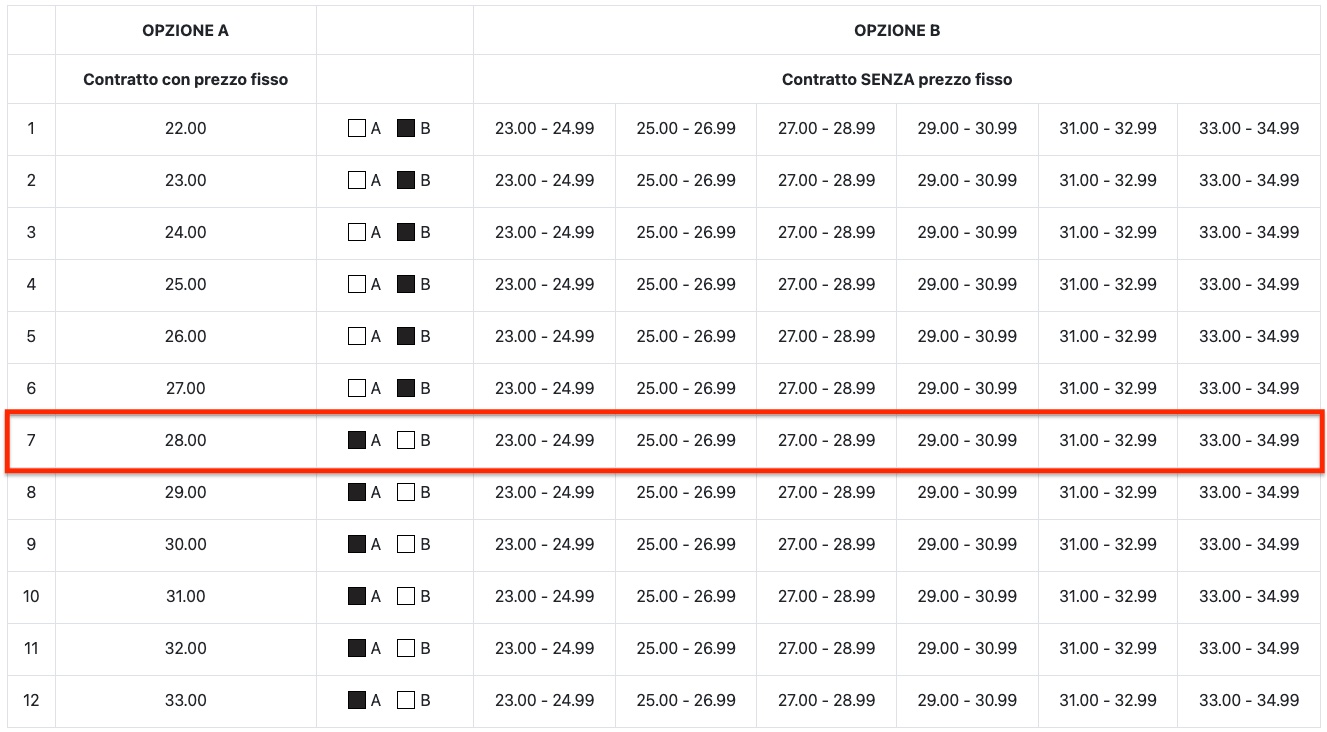 OPZIONE A OPZIONE B
Contratto con prezzo fisso Contratto SENZA prezzo fisso
1 22.00 A B 23.00 - 24.99 25.00 - 26.99 27.00 - 28.99 29.00 - 30.99 31.00 - 32.99 33.00 - 34.99
2 23.00 A B 23.00 - 24.99 25.00 - 26.99 27.00 - 28.99 29.00 - 30.99 31.00 - 32.99 33.00 - 34.99
3 24.00 A B 23.00 - 24.99 25.00 - 26.99 27.00 - 28.99 29.00 - 30.99 31.00 - 32.99 33.00 - 34.99
4 25.00 A B 23.00 - 24.99 25.00 - 26.99 27.00 - 28.99 29.00 - 30.99 31.00 - 32.99 33.00 - 34.99
5 26.00 A B 23.00 - 24.99 25.00 - 26.99 27.00 - 28.99 29.00 - 30.99 31.00 - 32.99 33.00 - 34.99
6 27.00 A B 23.00 - 24.99 25.00 - 26.99 27.00 - 28.99 29.00 - 30.99 31.00 - 32.99 33.00 - 34.99
7 28.00 A B 23.00 - 24.99 25.00 - 26.99 27.00 - 28.99 29.00 - 30.99 31.00 - 32.99 33.00 - 34.99
8 29.00 A B 23.00 - 24.99 25.00 - 26.99 27.00 - 28.99 29.00 - 30.99 31.00 - 32.99 33.00 - 34.99
9 30.00 A B 23.00 - 24.99 25.00 - 26.99 27.00 - 28.99 29.00 - 30.99 31.00 - 32.99 33.00 - 34.99
10 31.00 A B 23.00 - 24.99 25.00 - 26.99 27.00 - 28.99 29.00 - 30.99 31.00 - 32.99 33.00 - 34.99
11 32.00 A B 23.00 - 24.99 25.00 - 26.99 27.00 - 28.99 29.00 - 30.99 31.00 - 32.99 33.00 - 34.99
12 33.00 A B 23.00 - 24.99 25.00 - 26.99 27.00 - 28.99 29.00 - 30.99 31.00 - 32.99 33.00 - 34.99